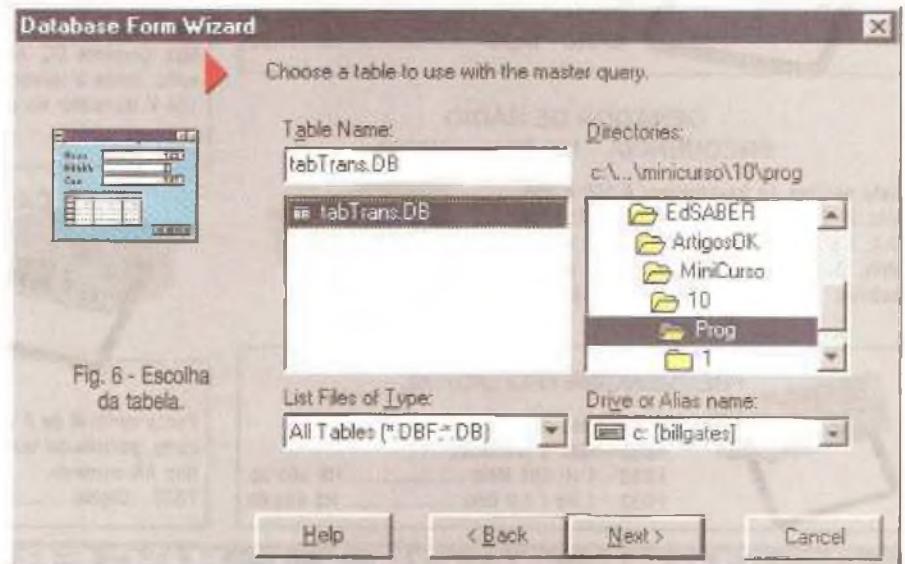 Database Form Wizard
Choose a table to use with the master query.
Table Name:
tabTrans.DB
tabTrans.DB
Directories:
c:\...\minicurso\10\prog
EdSABER
ArtigosOK
MiniCurso
10
Prog
1
Fig. 6 - Escolha
da tabela.
List Files of Type:
All Tables (*.DBF;*.DB)
Drive or Alias name:
c: [billgates]
Help
< Back
Next >
Cancel